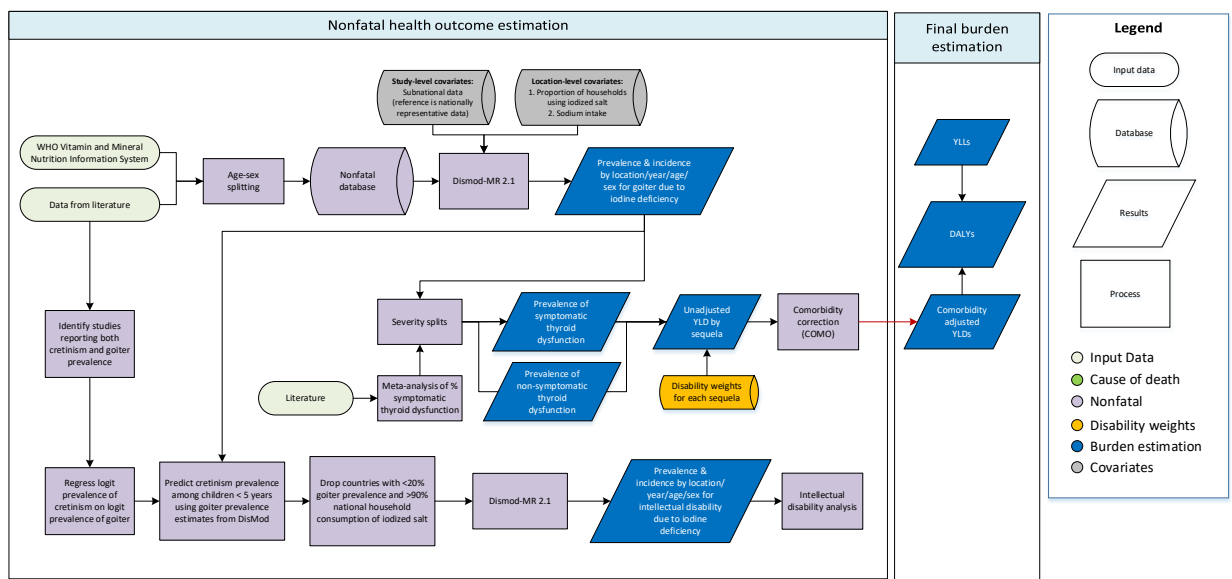 Nonfatal health outcome estimation
Final burden
estimation
Legend
Study-level covariates:
Subnational data
(reference is nationally
representative data)
Location-level covariates:
1. Proportion of households
using iodized salt
2. Sodium intake
WHO Vitamin and Mineral
Nutrition Information System
Data from literature
Age-sex
splitting
Nonfatal
database
Dismod-MR 2.1
Prevalence & incidence
by location/year/age/
sex for goiter due to
iodine deficiency
Identify studies
reporting both
cretinism and goiter
prevalence
Severity splits
Prevalence of
symptomatic thyroid
dysfunction
Prevalence of
non-symptomatic
thyroid
dysfunction
Unadjusted
YLD by
sequela
Comorbidity
correction
(COMO)
Literature
Meta-analysis of %
symptomatic thyroid
dysfunction
Disability weights
for each sequela
Regress logit
prevalence of
cretinism on logit
prevalence of goiter
Predict cretinism prevalence
among children < 5 years
using goiter prevalence
estimates from DisMod
Drop countries with <20%
goiter prevalence and >90%
national household
consumption of iodized salt
Dismod-MR 2.1
Prevalence &
incidence by location/
year/age/sex for
intellectual disability
due to iodine
deficiency
Intellectual
disability analysis
YLLs
DALYs
Comorbidity
adjusted
YLDs
Input data
Database
Results
Process
Input Data
Cause of death
Nonfatal
Disability weights
Burden estimation
Covariates